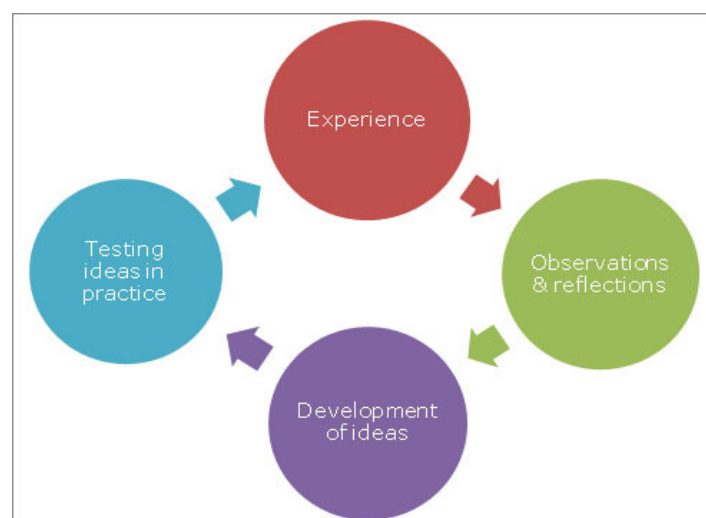 Experience
Observations
& reflections
Development
of ideas
Testing
ideas in
practice